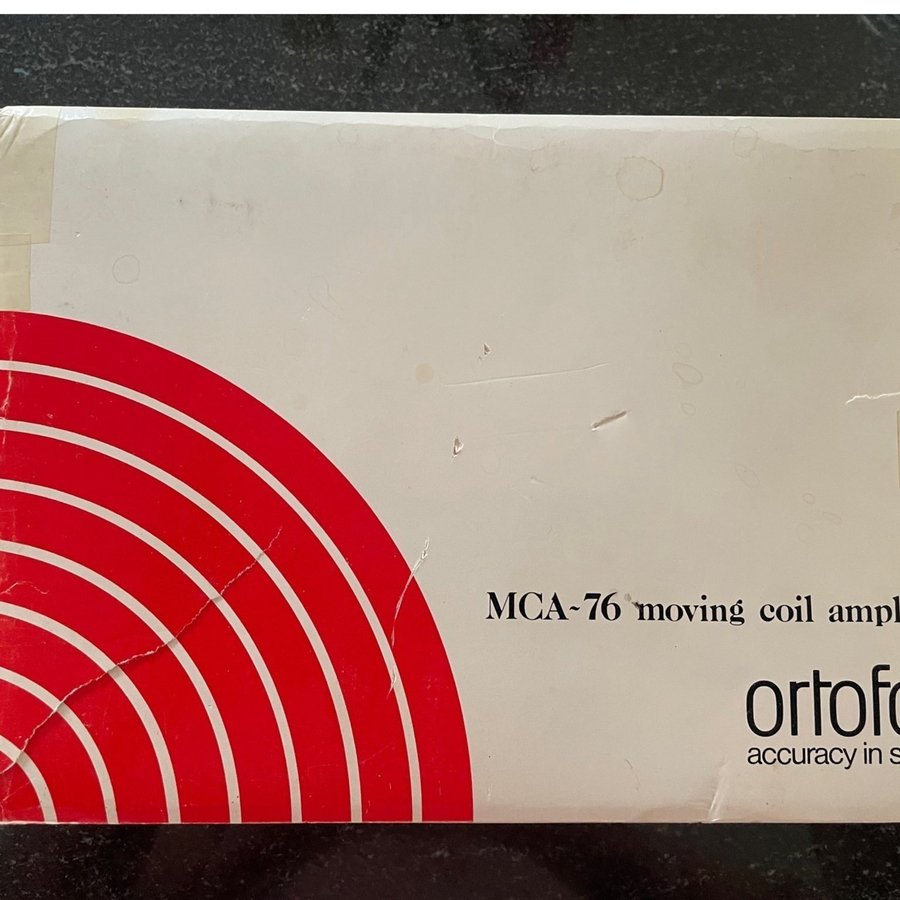 MCA-76 moving coil ampl
ortofo
accuracy in s